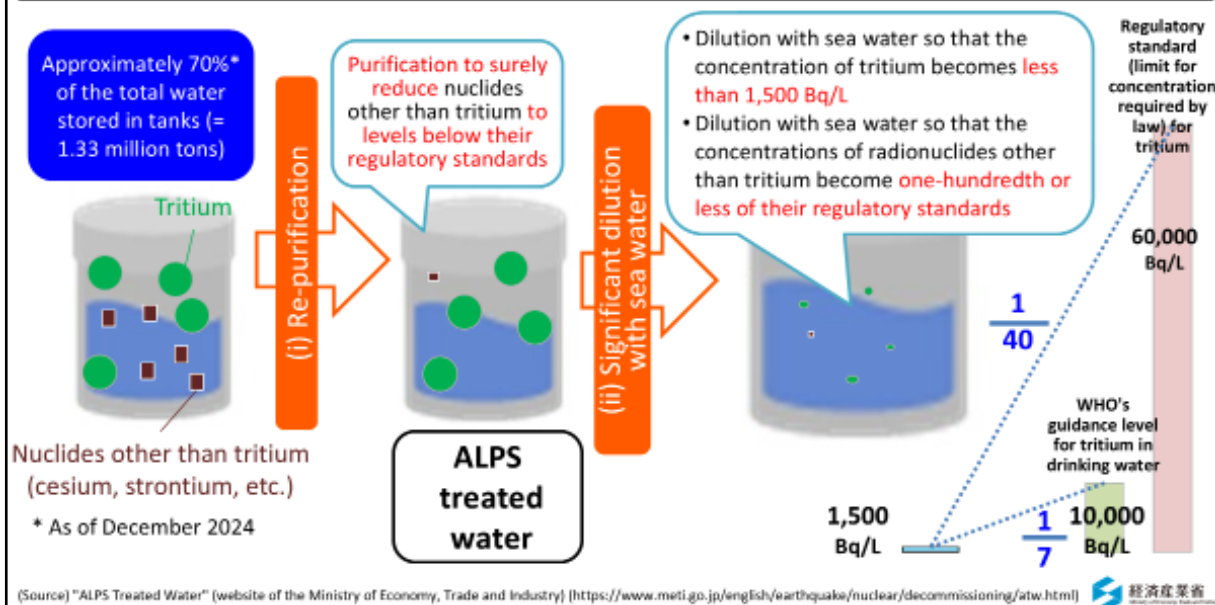 Approximately 70%*
of the total water
stored in tanks (=
1.33 million tons)
Tritium
Nuclides other than tritium
(cesium, strontium, etc.)
* As of December 2024
(i) Re-purification
Purification to surely
reduce nuclides
other than tritium to
levels below their
regulatory standards
ALPS
treated
water
(ii) Significant dilution
with sea water
• Dilution with sea water so that the
concentration of tritium becomes less
than 1,500 Bq/L
• Dilution with sea water so that the
concentrations of radionuclides other
than tritium become one-hundredth or
less of their regulatory standards
Regulatory
standard
(limit for
concentration
required by
law) for
tritium
60,000
Bq/L
1
40
WHO's
guidance level
for tritium in
drinking water
1,500
Bq/L
1
7
10,000
Bq/L
(Source) "ALPS Treated Water" (website of the Ministry of Economy, Trade and Industry) (https://www.meti.go.jp/english/earthquake/nuclear/decommissioning/atw.html)
経済産業省